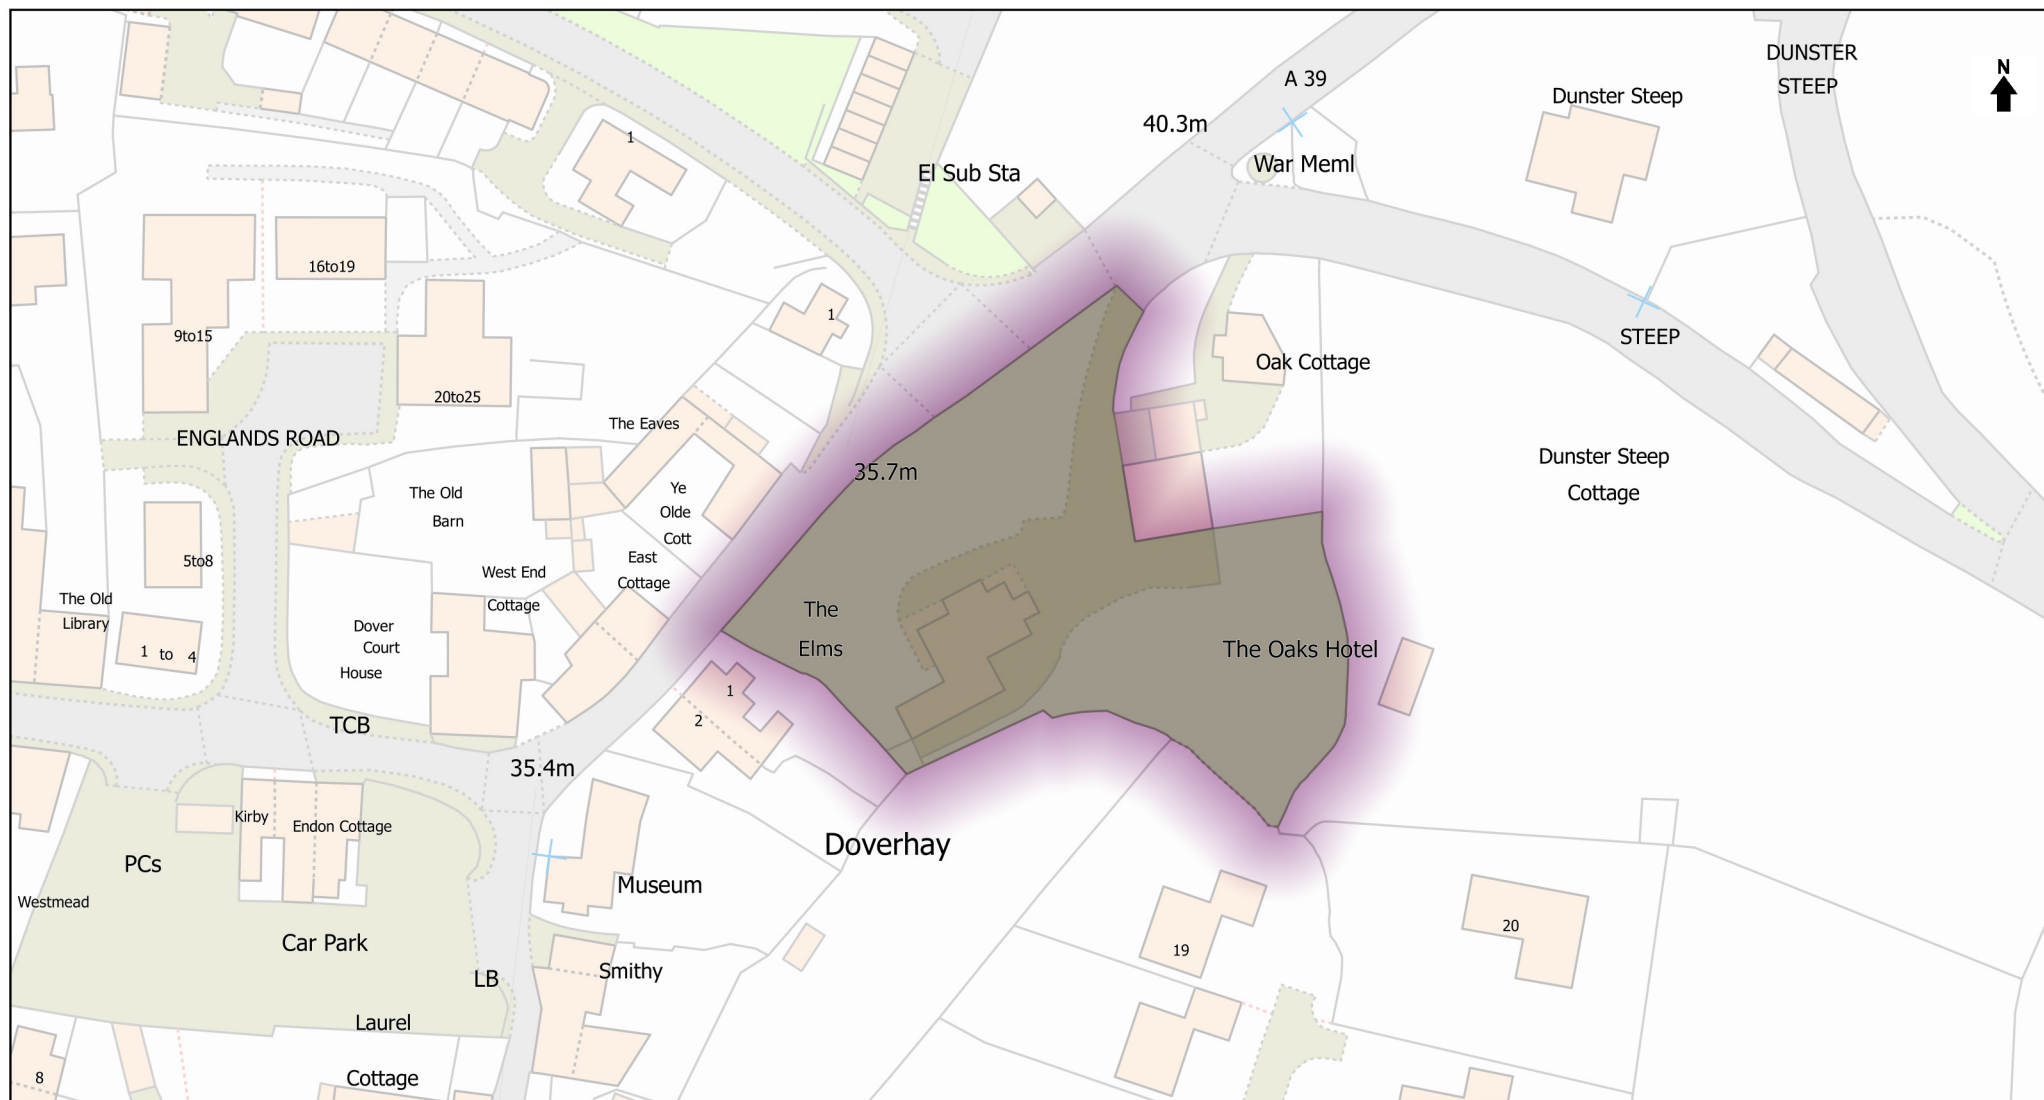 DUNSTER
STEEP
N
A 39
Dunster Steep
40.3m
1
War Meml
El Sub Sta
16to19
9to15
1
STEEP
Oak Cottage
20to25
The Eaves
ENGLANDS ROAD
Dunster Steep
Cottage
35.7m
The Old
Barn
Ye
Olde
Cott
East
Cottage
5to8
West End
Cottage
The Old
Library
The
Elms
Dover
Court
House
1 to 4
The Oaks Hotel
1
2
TCB
35.4m
Kirby
Endon Cottage
Doverhay
PCs
Museum
Westmead
Car Park
19
20
LB
Smithy
Laurel
Cottage
8